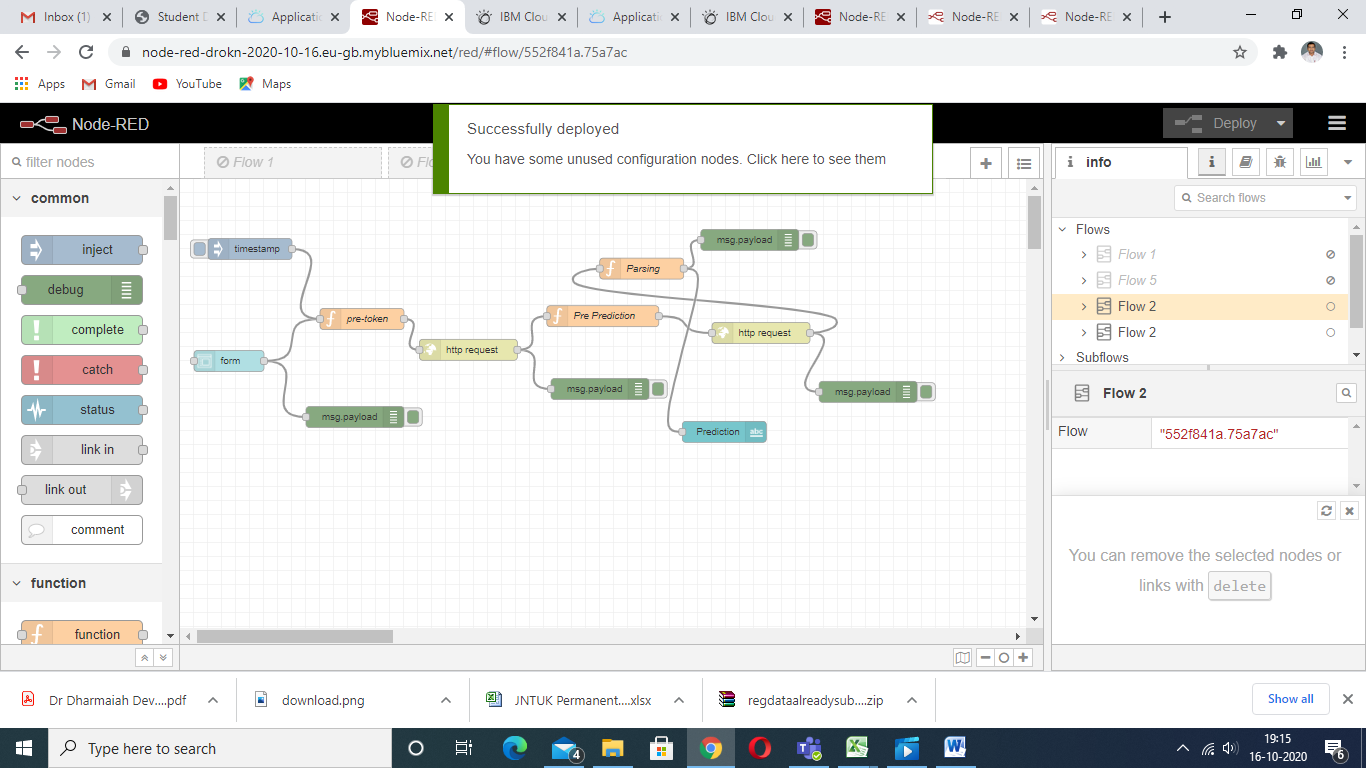 Inbox (1)
Student D
Applicatio
Node-RE
IBM Clou
Applicatio
IBM Clou
Node-RE
Node-RE
Node-RE
node-red-drokn-2020-10-16.eu-gb.mybluemix.net/red/#flow/552f841a.75a7ac
Apps
Gmail
YouTube
Maps
Node-RED
Successfully deployed
You have some unused configuration nodes. Click here to see them
Deploy
filter nodes
Flow 1
Flo
info
Search flows
common
inject
debug
complete
catch
status
link in
link out
comment
function
function
timestamp
form
pre-token
msg.payload
http request
Pre Prediction
msg.payload
Parsing
msg.payload
http request
msg.payload
Prediction
abc
Flows
Flow 1
Flow 5
Flow 2
Flow 2
Subflows
Flow 2
Flow
"552f841a.75a7ac"
You can remove the selected nodes or
links with delete
Dr Dharmaiah Dev....pdf
download.png
JNTUK Permanent....xlsx
regdataalreadysub....zip
Show all
Type here to search
4
19:15
16-10-2020
6